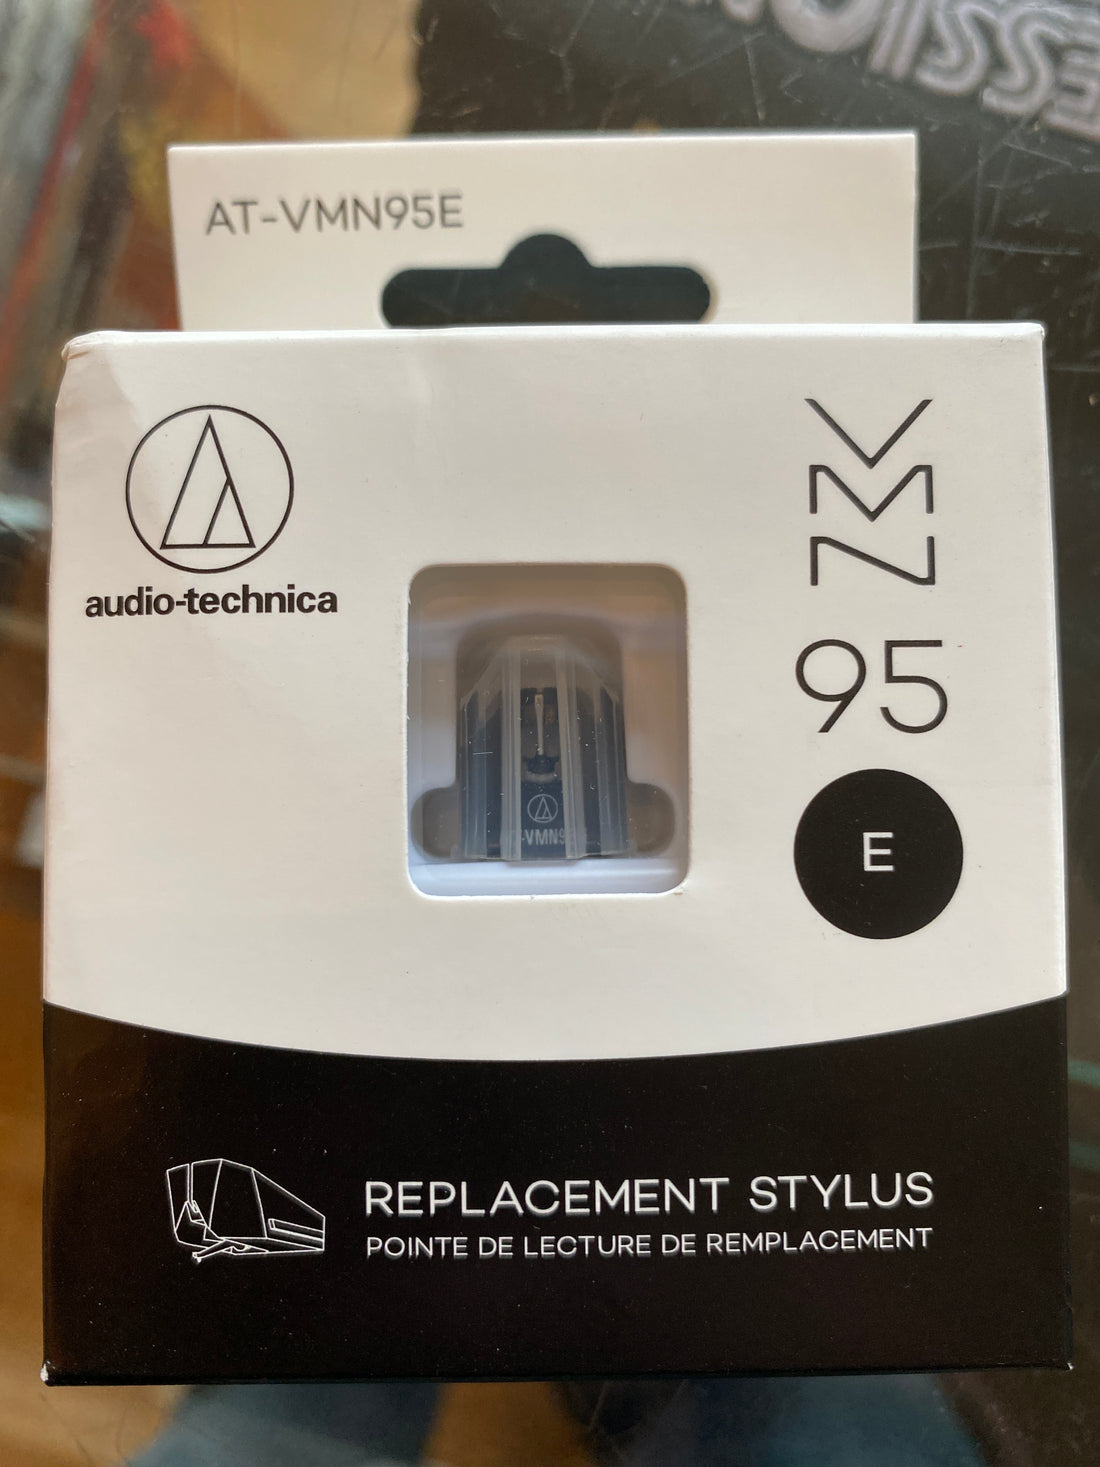 AT-VMN95E
audio-technica
VMN
95
E
REPLACEMENT STYLUS
POINTE DE LECTURE DE REMPLACEMENT